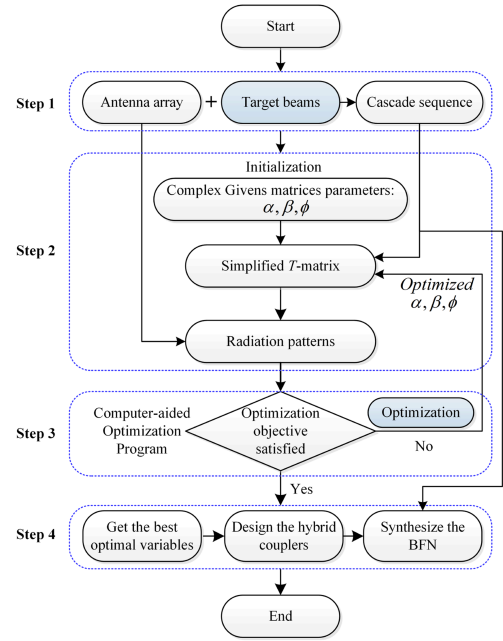 Start
Step 1
Antenna array
+
Target beams
Cascade sequence
Initialization
Complex Givens matrices parameters:
α, β, ϕ
Step 2
Simplified T-matrix
Optimized
α, β, ϕ
Radiation patterns
Step 3
Computer-aided
Optimization
Program
Optimization
objective
satisfied
Optimization
No
Yes
Step 4
Get the best
optimal variables
Design the hybrid
couplers
Synthesize the
BFN
End